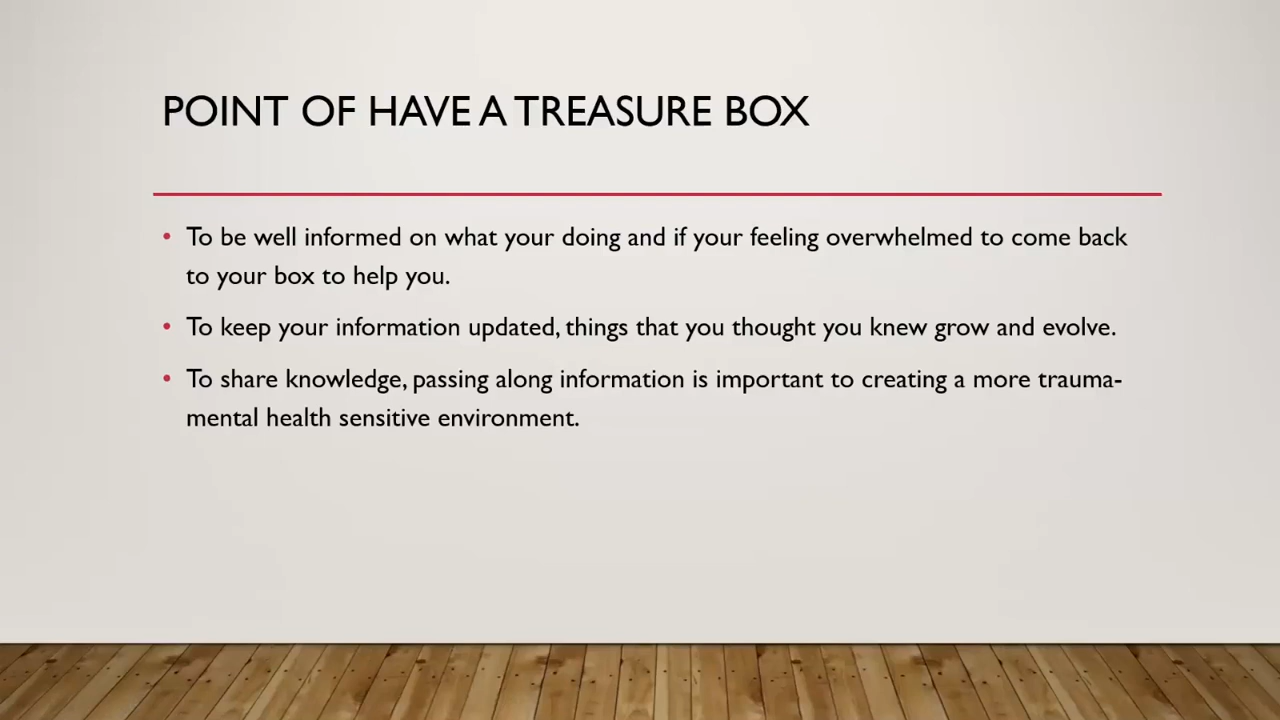 POINT OF HAVE A TREASURE BOX
• To be well informed on what your doing and if your feeling overwhelmed to come back
to your box to help you.
• To keep your information updated, things that you thought you knew grow and evolve.
• To share knowledge, passing along information is important to creating a more trauma-
mental health sensitive environment.